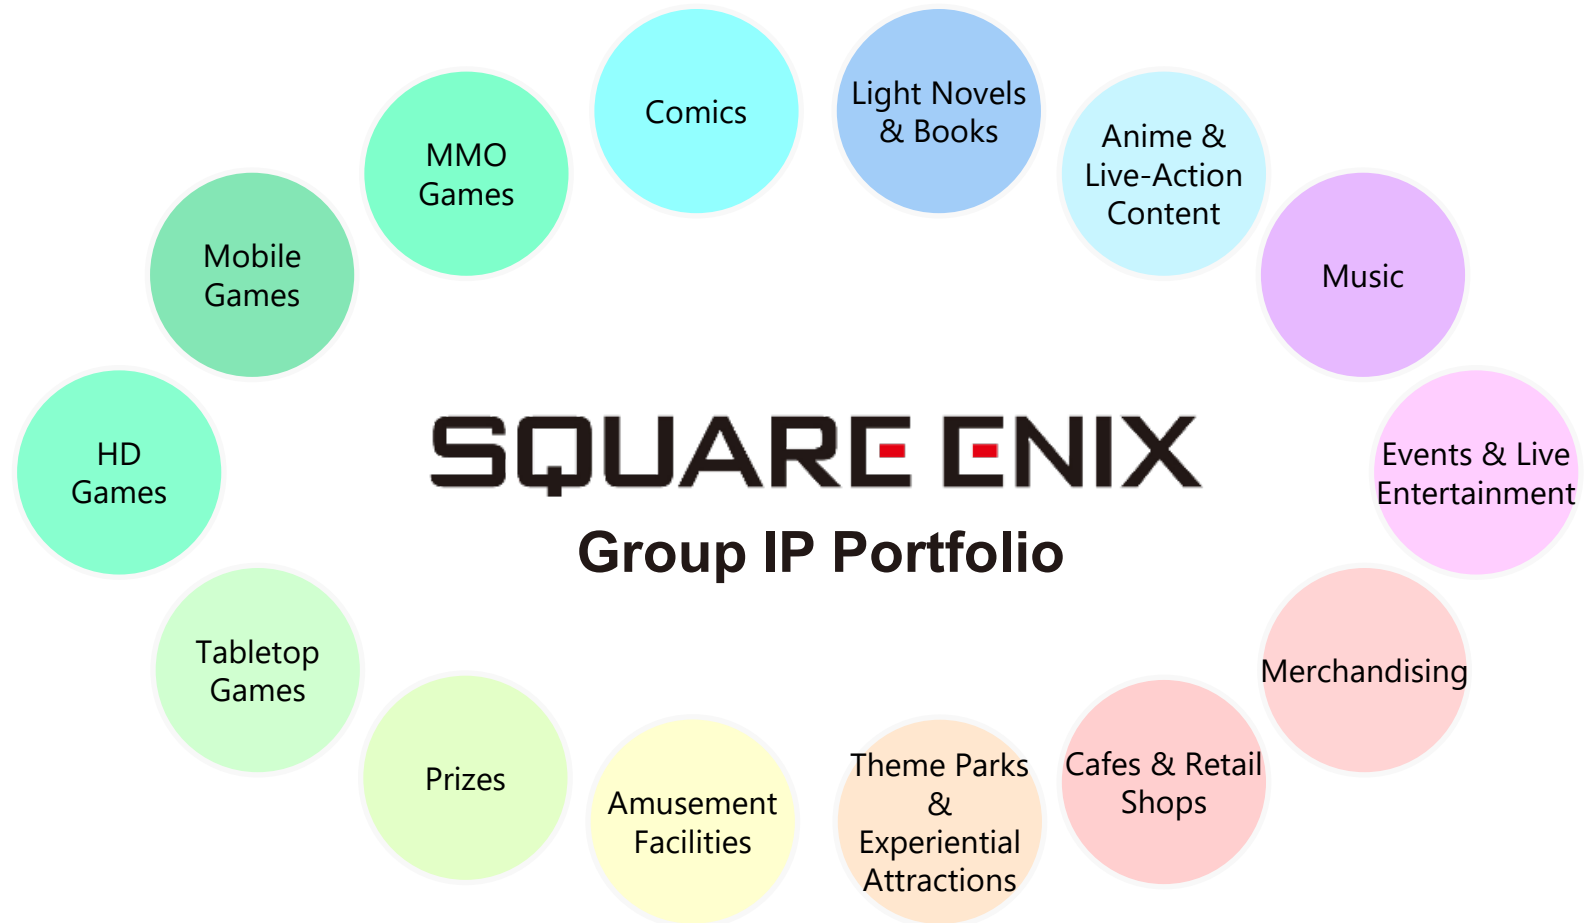 Comics
Light Novels
& Books
MMO
Games
Anime &
Live-Action
Content
Mobile
Games
Music
HD
Games
SQUARE ENIX
Group IP Portfolio
Events & Live
Entertainment
Tabletop
Games
Merchandising
Prizes
Amusement
Facilities
Theme Parks
&
Experiential
Attractions
Cafes & Retail
Shops